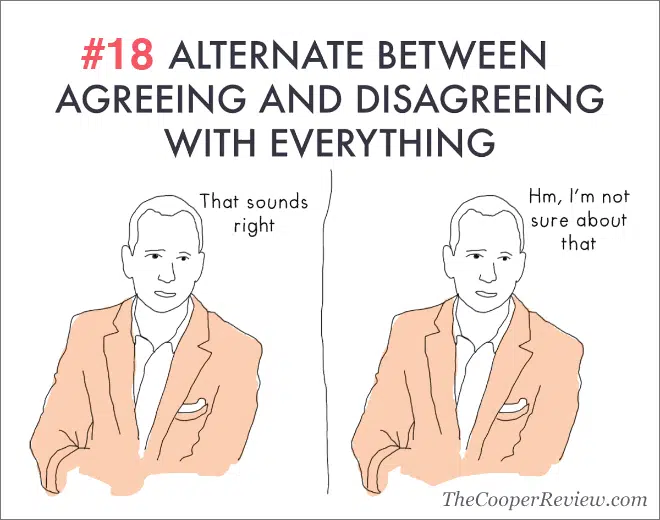 #18 ALTERNATE BETWEEN
AGREEING AND DISAGREEING
WITH EVERYTHING
That sounds
right
Hm, I'm not
sure about
that
TheCooperReview.com